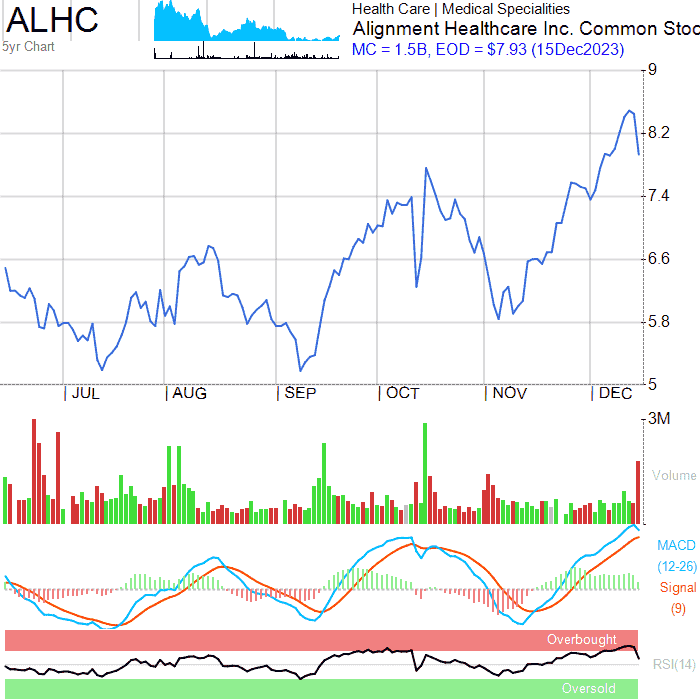 ALHC
5yr Chart
Health Care | Medical Specialities
Alignment Healthcare Inc. Common Stoc
MC = 1.5B, EOD = $7.93 (15Dec2023)
9
8.2
7.4
6.6
5.8
5
JUL AUG SEP OCT NOV DEC
3M
Volume
MACD
(12-26)
Signal
(9)
Overbought
RSI(14)
Oversold